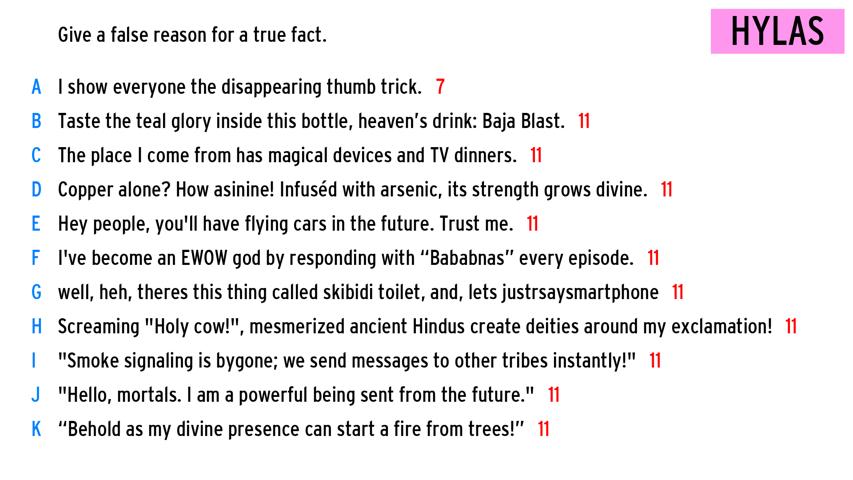 Give a false reason for a true fact.
HYLAS
A I show everyone the disappearing thumb trick. 7
B Taste the teal glory inside this bottle, heaven's drink: Baja Blast. 11
C The place I come from has magical devices and TV dinners. 11
D Copper alone? How asinine! Infuséd with arsenic, its strength grows divine. 11
E Hey people, you'll have flying cars in the future. Trust me. 11
F I've become an EWOW god by responding with “Bababnas” every episode. 11
G well, heh, theres this thing called skibidi toilet, and, lets justrsaysmartphone 11
H Screaming "Holy cow!", mesmerized ancient Hindus create deities around my exclamation! 11
I "Smoke signaling is bygone; we send messages to other tribes instantly!" 11
J "Hello, mortals. I am a powerful being sent from the future." 11
K “Behold as my divine presence can start a fire from trees!” 11